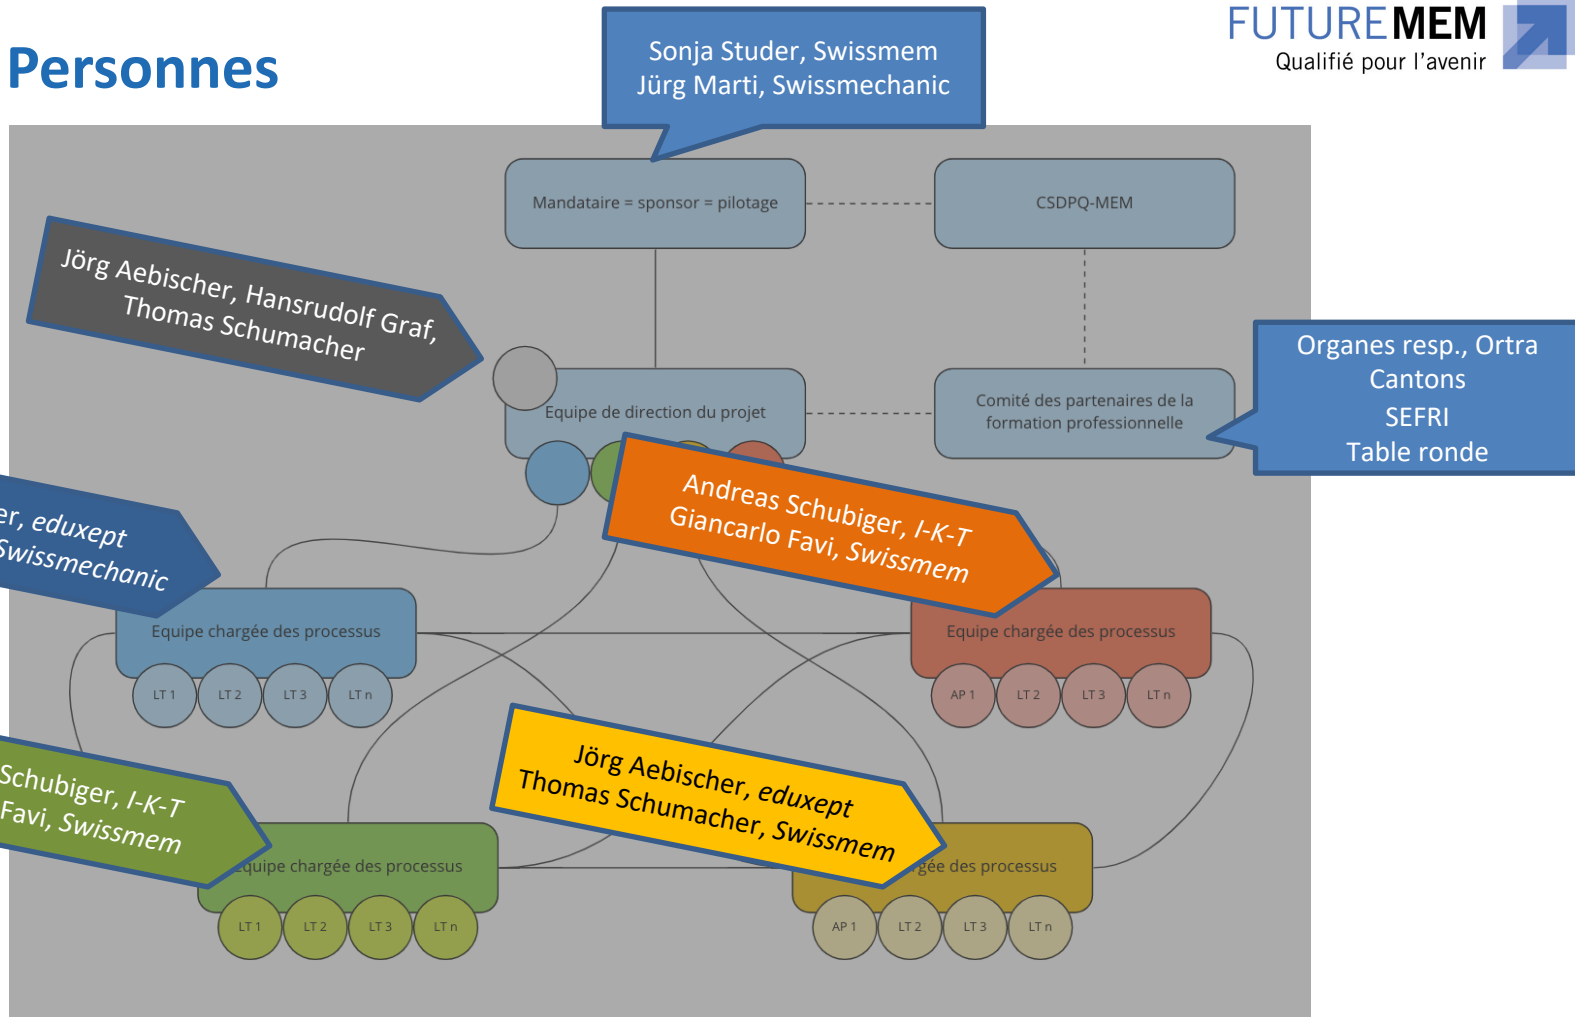 Personnes
Sonja Studer, Swissmem
Jürg Marti, Swissmechanic
FUTUREMEM
Qualifié pour l'avenir
Mandataire = sponsor = pilotage
CSDPQ-MEM
Jörg Aebischer, Hansrudolf Graf,
Thomas Schumacher
Equipe de direction du projet
Comité des partenaires de la
formation professionnelle
Organes resp., Ortra
Cantons
SEFRI
Table ronde
Andreas Schubiger, I-K-T
Giancarlo Favi, Swissmem
er, eduxept
Swissmechanic
Equipe chargée des processus
LT 1 LT 2 LT 3 LT n
Equipe chargée des processus
AP 1 LT 2 LT 3 LT n
Schubiger, I-K-T
Favi, Swissmem
Jörg Aebischer, eduxept
Thomas Schumacher, Swissmem
quipe chargée des processus
LT 1 LT 2 LT 3 LT n
gée des processus
AP 1 LT 2 LT 3 LT n